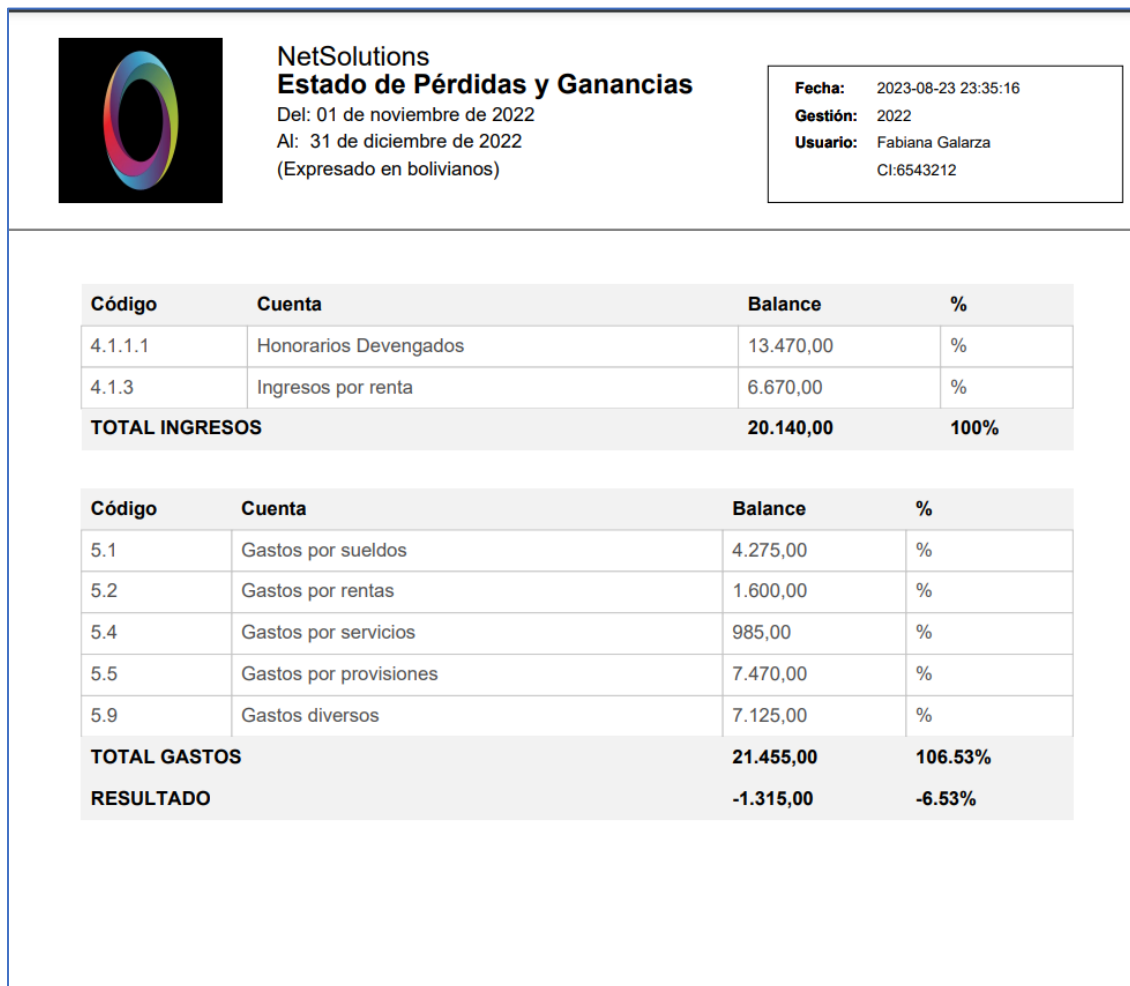 NetSolutions
Estado de Pérdidas y Ganancias
Del: 01 de noviembre de 2022
Al: 31 de diciembre de 2022
(Expresado en bolivianos)
Fecha: 2023-08-23 23:35:16
Gestión: 2022
Usuario: Fabiana Galarza
CI:6543212
Código Cuenta Balance %
4.1.1.1 Honorarios Devengados 13.470,00 %
4.1.3 Ingresos por renta 6.670,00 %
TOTAL INGRESOS 20.140,00 100%
Código Cuenta Balance %
5.1 Gastos por sueldos 4.275,00 %
5.2 Gastos por rentas 1.600,00 %
5.4 Gastos por servicios 985,00 %
5.5 Gastos por provisiones 7.470,00 %
5.9 Gastos diversos 7.125,00 %
TOTAL GASTOS 21.455,00 106.53%
RESULTADO -1.315,00 -6.53%